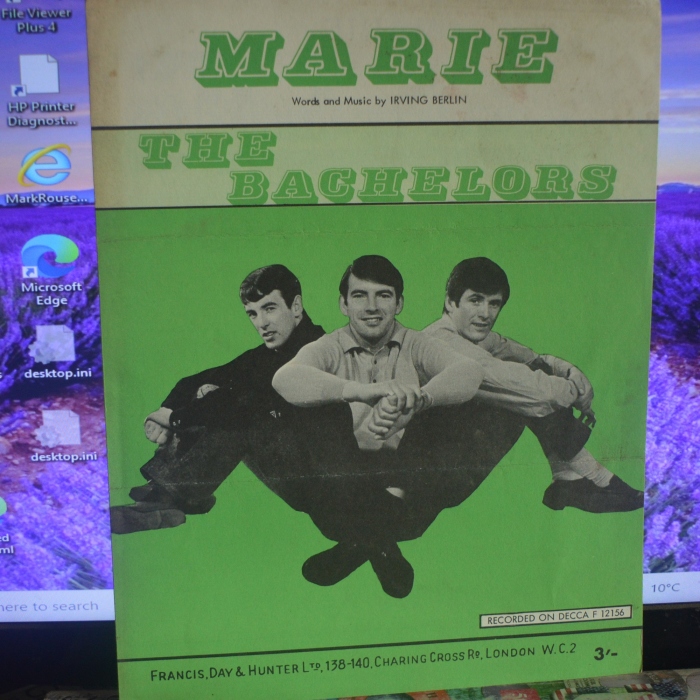 MARIE
Words and Music by IRVING BERLIN
THE
BACHELORS
RECORDED ON DECCA F 12156
FRANCIS, DAY & HUNTER LTD, 138-140, CHARING CROSS RD, LONDON W.C.2
3/-
File Viewer
Plus 4
HP Printer
Diagnost...
MarkRouse...
Microsoft
Edge
desktop.ini
desktop.ini
here to search
10°C